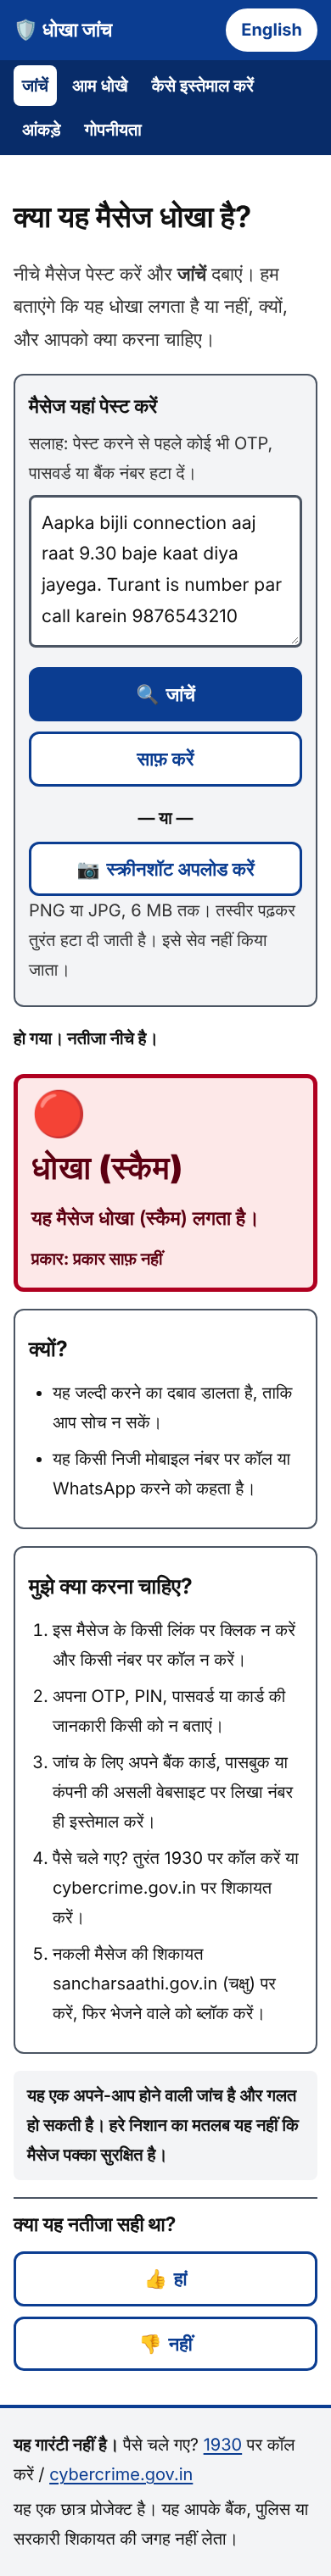 🛡️ धोखा जांच
English
जांचें
आम धोखे
कैसे इस्तेमाल करें
आंकड़े
गोपनीयता
क्या यह मैसेज धोखा है?
नीचे मैसेज पेस्ट करें और जांचें दबाएं। हम
बताएंगे कि यह धोखा लगता है या नहीं, क्यों,
और आपको क्या करना चाहिए।
मैसेज यहां पेस्ट करें
सलाह: पेस्ट करने से पहले कोई भी OTP,
पासवर्ड या बैंक नंबर हटा दें।
Aapka bijli connection aaj
raat 9.30 baje kaat diya
jayega. Turant is number par
call karein 9876543210
🔍 जांचें
साफ़ करें
— या —
📷 स्क्रीनशॉट अपलोड करें
PNG या JPG, 6 MB तक। तस्वीर पढ़कर
तुरंत हटा दी जाती है। इसे सेव नहीं किया
जाता।
हो गया। नतीजा नीचे है।
🔴
धोखा (स्कैम)
यह मैसेज धोखा (स्कैम) लगता है।
प्रकार: प्रकार साफ़ नहीं
क्यों?
• यह जल्दी करने का दबाव डालता है, ताकि
आप सोच न सकें।
• यह किसी निजी मोबाइल नंबर पर कॉल या
WhatsApp करने को कहता है।
मुझे क्या करना चाहिए?
1. इस मैसेज के किसी लिंक पर क्लिक न करें
और किसी नंबर पर कॉल न करें।
2. अपना OTP, PIN, पासवर्ड या कार्ड की
जानकारी किसी को न बताएं।
3. जांच के लिए अपने बैंक कार्ड, पासबुक या
कंपनी की असली वेबसाइट पर लिखा नंबर
ही इस्तेमाल करें।
4. पैसे चले गए? तुरंत 1930 पर कॉल करें या
cybercrime.gov.in पर शिकायत
करें।
5. नकली मैसेज की शिकायत
sancharsaathi.gov.in (चक्षु) पर
करें, फिर भेजने वाले को ब्लॉक करें।
यह एक अपने-आप होने वाली जांच है और गलत
हो सकती है। हरे निशान का मतलब यह नहीं कि
मैसेज पक्का सुरक्षित है।
क्या यह नतीजा सही था?
👍 हां
👎 नहीं
यह गारंटी नहीं है। पैसे चले गए? 1930 पर कॉल
करें / cybercrime.gov.in
यह एक छात्र प्रोजेक्ट है। यह आपके बैंक, पुलिस या
सरकारी शिकायत की जगह नहीं लेता।